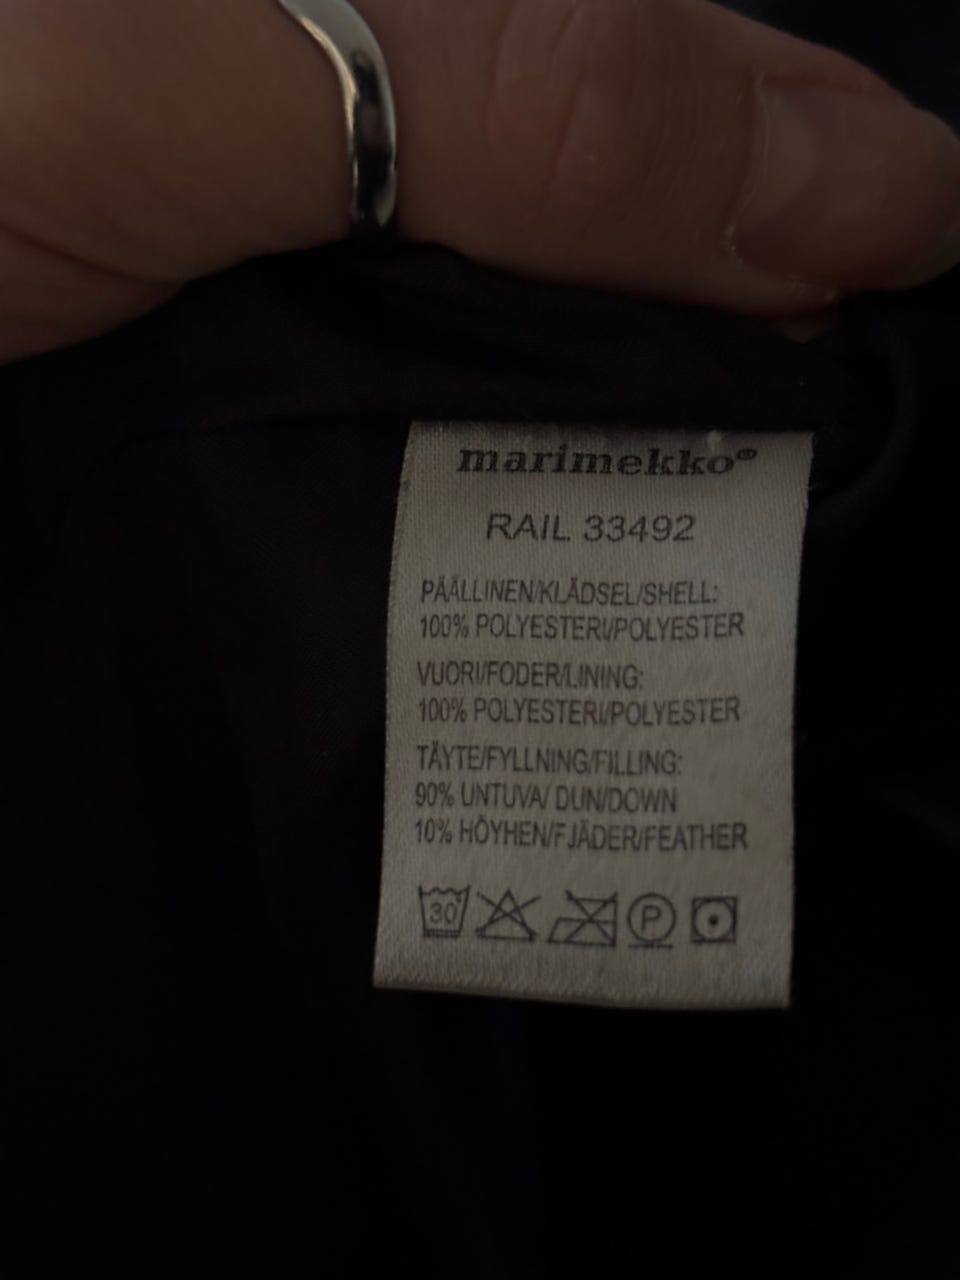 marimekko®
RAIL 33492
PÄÄLLINEN/KLÄDSEL/SHELL:
100% POLYESTERI/POLYESTER
VUORI/FODER/LINING:
100% POLYESTERI/POLYESTER
TÄYTE/FYLLNING/FILLING:
90% UNTUVA/ DUN/DOWN
10% HÖYHEN/FJÄDER/FEATHER
30 P